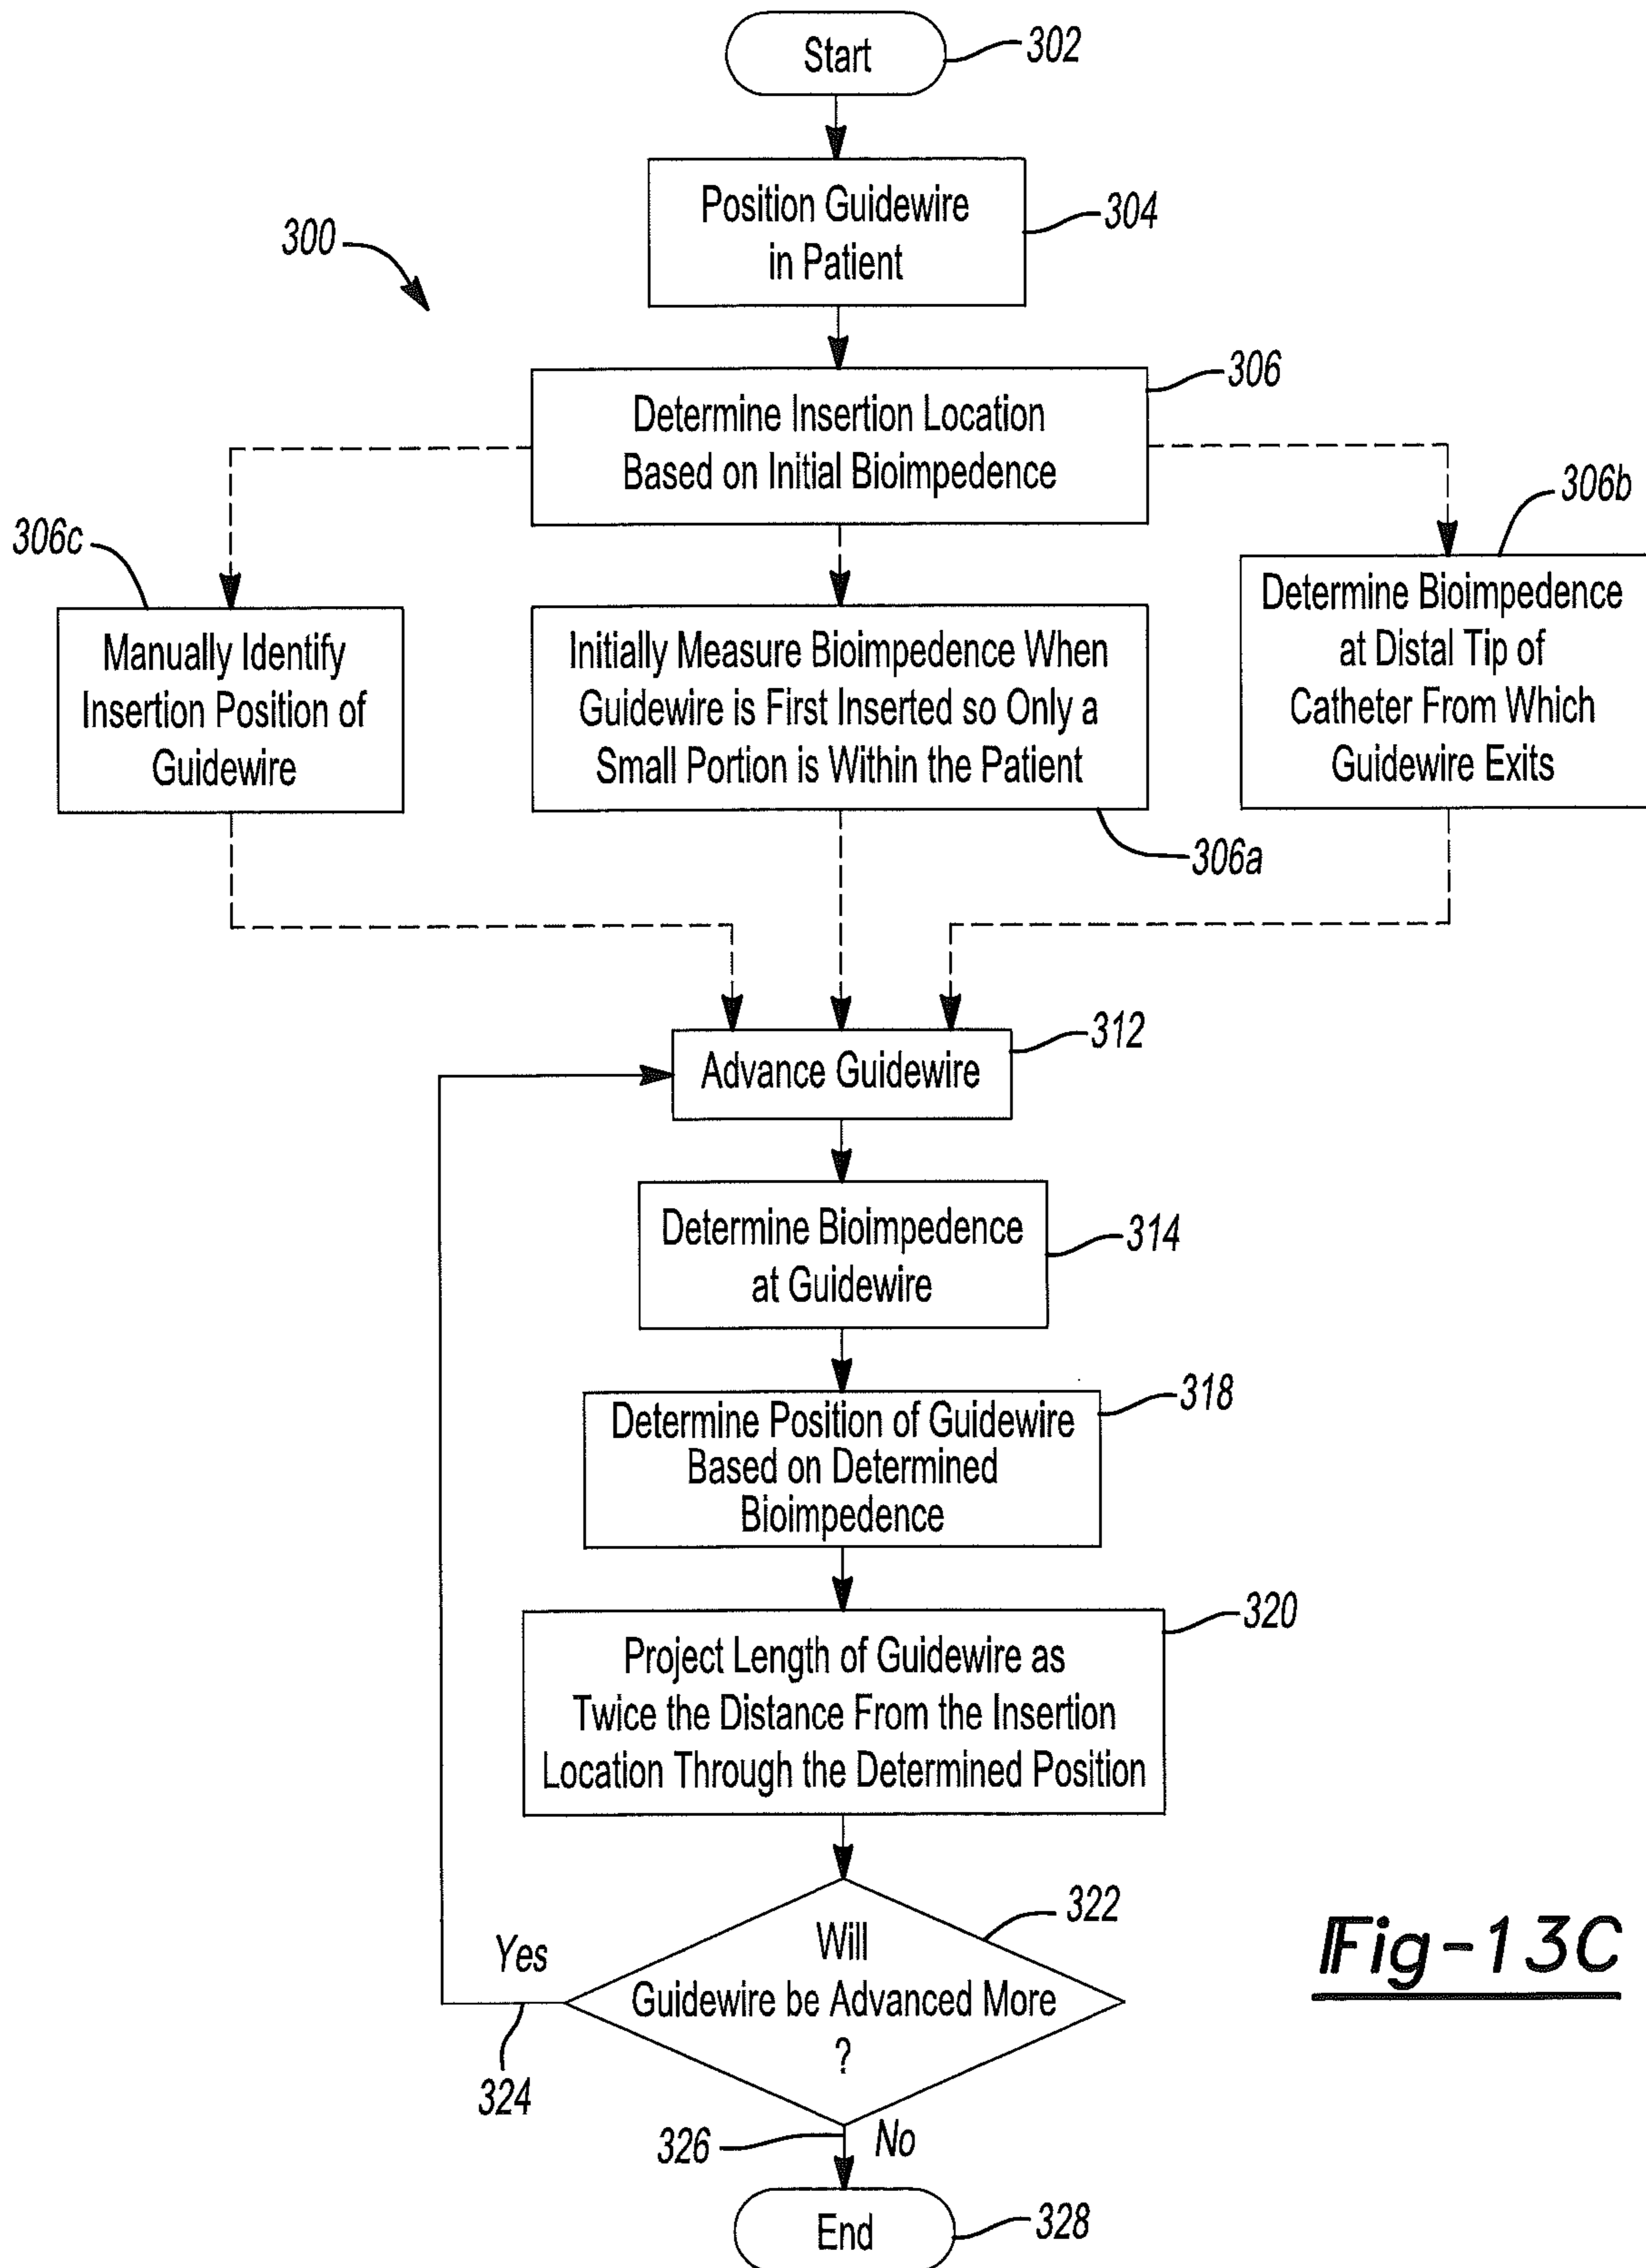 Start
302
Position Guidewire
in Patient
304
300
Determine Insertion Location
Based on Initial Bioimpedence
306
306c
Manually Identify
Insertion Position of
Guidewire
Initially Measure Bioimpedence When
Guidewire is First Inserted so Only a
Small Portion is Within the Patient
306a
306b
Determine Bioimpedence
at Distal Tip of
Catheter From Which
Guidewire Exits
Advance Guidewire
312
Determine Bioimpedence
at Guidewire
314
Determine Position of Guidewire
Based on Determined
Bioimpedence
318
Project Length of Guidewire as
Twice the Distance From the Insertion
Location Through the Determined Position
320
Will
Guidewire be Advanced More
?
322
Yes
324
326
No
End
328
Fig-13C